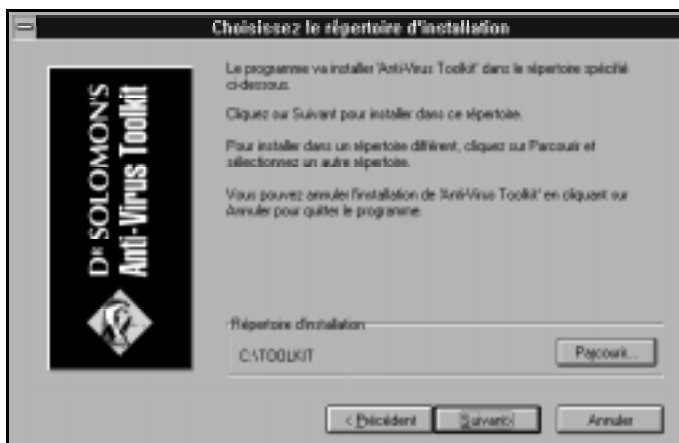 Choisissez le répertoire d'installation
Dr SOLOMON'S
Anti-Virus Toolkit
Le programme va installer 'Anti-Virus Toolkit' dans le répertoire spécifié
ci-dessous.
Cliquez sur Suivant pour installer dans ce répertoire.
Pour installer dans un répertoire différent, cliquez sur Parcourir et
sélectionnez un autre répertoire.
Vous pouvez annuler l'installation de 'Anti-Virus Toolkit' en cliquant sur
Annuler pour quitter le programme.
Répertoire d'installation
C:\TOOLKIT
Parcourir...
< Précédent
Suivant>
Annuler